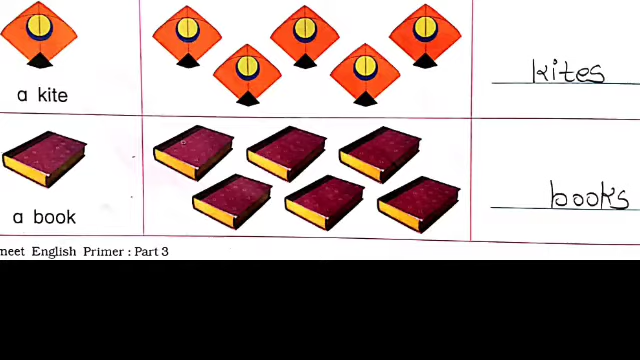 kites
a kite
books
a book
neet English Primer : Part 3